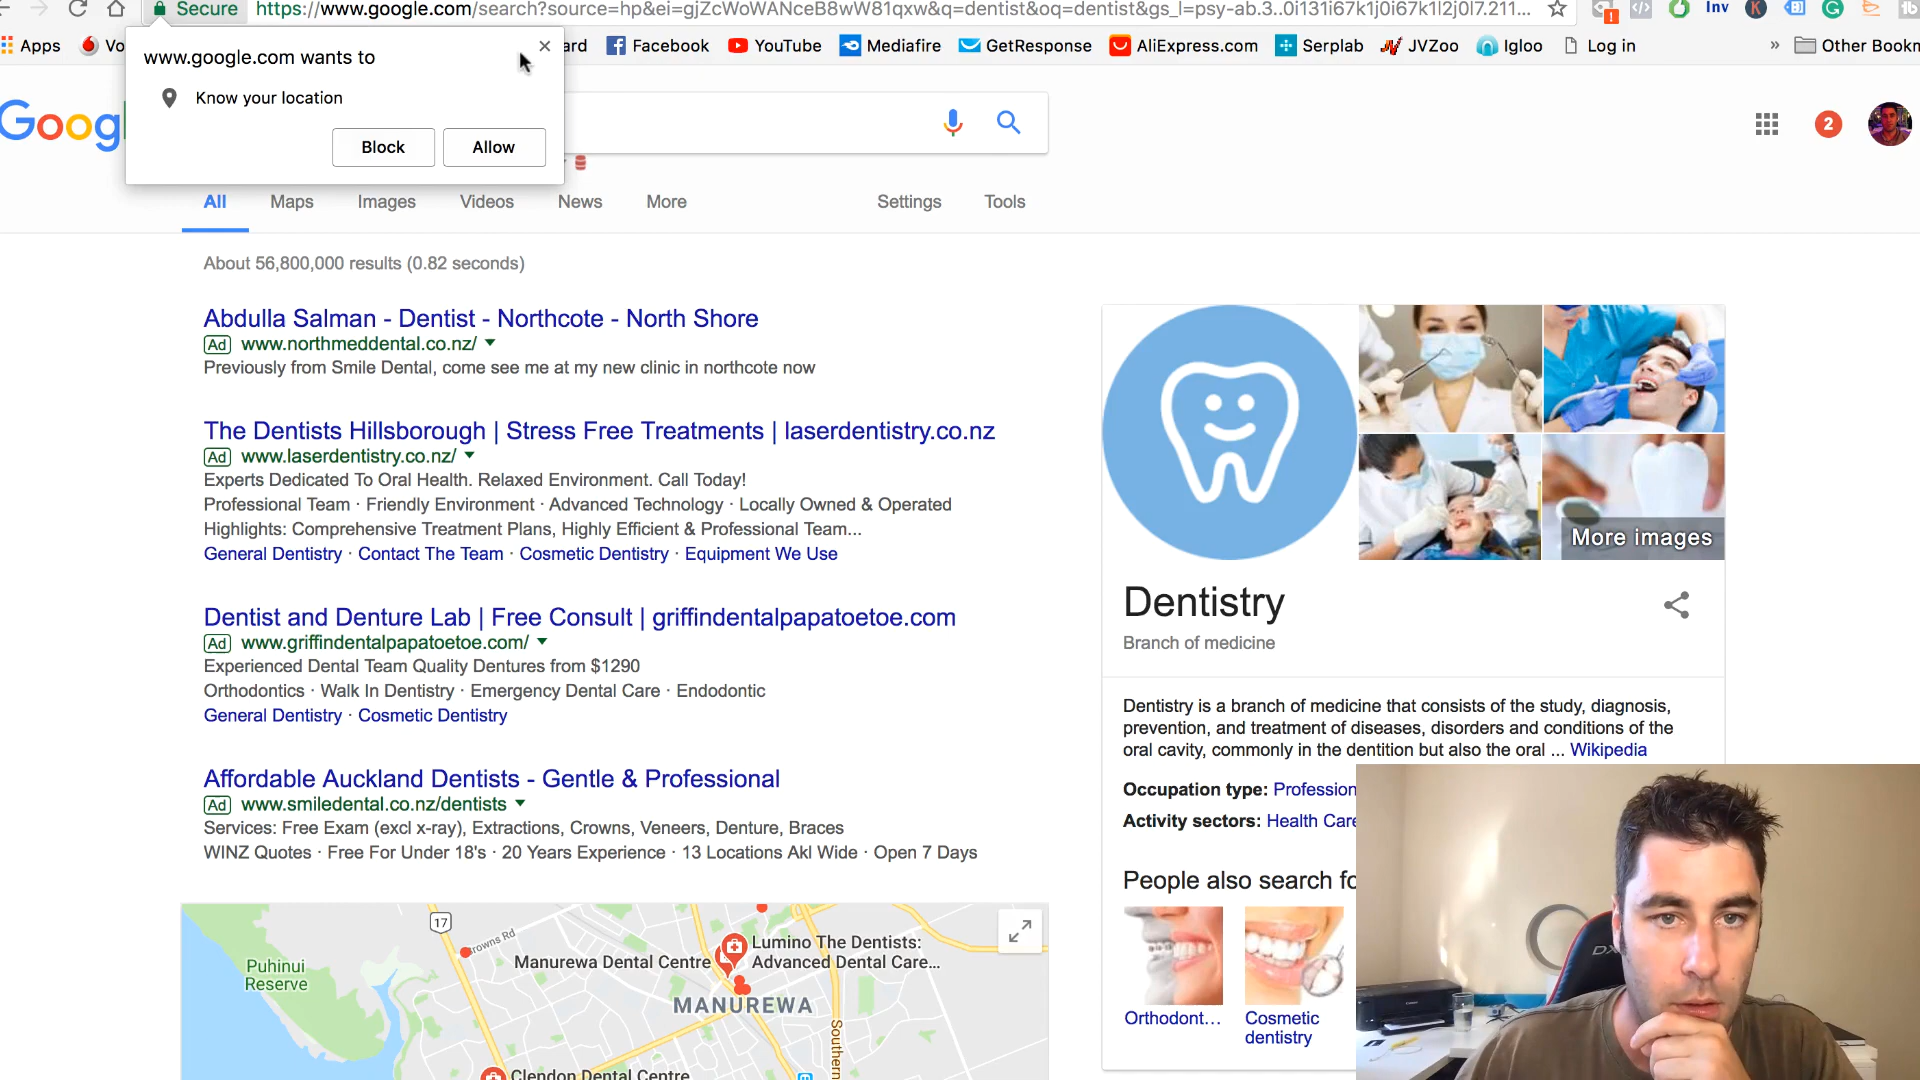 Secure
https://www.google.com/search?source=hp&ei=gjZcWoWANceB8wW81qxw&q=dentist&oq=dentist&gs_l=psy-ab.3..0i131i67k1j0i67k1l2j0l7.211...
Inv
K
G
Apps
Vo
ard
Facebook
YouTube
Mediafire
GetResponse
AliExpress.com
Serplab
JVZoo
Igloo
Log in
»
Other Bookm
www.google.com wants to
Know your location
Block
Allow
Goog
2
All
Maps
Images
Videos
News
More
Settings
Tools
About 56,800,000 results (0.82 seconds)
Abdulla Salman - Dentist - Northcote - North Shore
Ad www.northmeddental.co.nz/
Previously from Smile Dental, come see me at my new clinic in northcote now
The Dentists Hillsborough | Stress Free Treatments | laserdentistry.co.nz
Ad www.laserdentistry.co.nz/
Experts Dedicated To Oral Health. Relaxed Environment. Call Today!
Professional Team · Friendly Environment · Advanced Technology · Locally Owned & Operated
Highlights: Comprehensive Treatment Plans, Highly Efficient & Professional Team...
General Dentistry · Contact The Team · Cosmetic Dentistry · Equipment We Use
Dentist and Denture Lab | Free Consult | griffindentalpapatoetoe.com
Ad www.griffindentalpapatoetoe.com/
Experienced Dental Team Quality Dentures from $1290
Orthodontics · Walk In Dentistry · Emergency Dental Care · Endodontic
General Dentistry · Cosmetic Dentistry
Affordable Auckland Dentists - Gentle & Professional
Ad www.smiledental.co.nz/dentists
Services: Free Exam (excl x-ray), Extractions, Crowns, Veneers, Denture, Braces
WINZ Quotes · Free For Under 18's · 20 Years Experience · 13 Locations Akl Wide · Open 7 Days
17
Puhinui
Reserve
Manurewa Dental Centre
Lumino The Dentists:
Advanced Dental Care...
MANUREWA
Southern
Clendon Dental Centre
More images
Dentistry
Branch of medicine
Dentistry is a branch of medicine that consists of the study, diagnosis,
prevention, and treatment of diseases, disorders and conditions of the
oral cavity, commonly in the dentition but also the oral ... Wikipedia
Occupation type: Profession
Activity sectors: Health Care
People also search fo
Orthodont...
Cosmetic
dentistry
DX